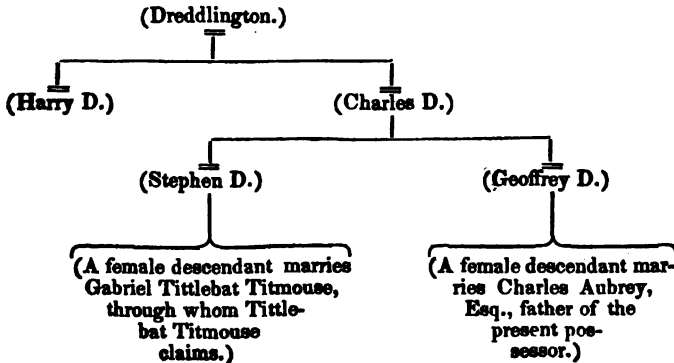 (Dreddlington.)
(Harry D.)
(Charles D.)
(Stephen D.)
(Geoffrey D.)
(A female descendant marries
Gabriel Tittlebat Titmouse,
through whom Tittle-
bat Titmouse
claims.)
(A female descendant mar-
ries Charles Aubrey,
Esq., father of the
present pos-
sessor.)